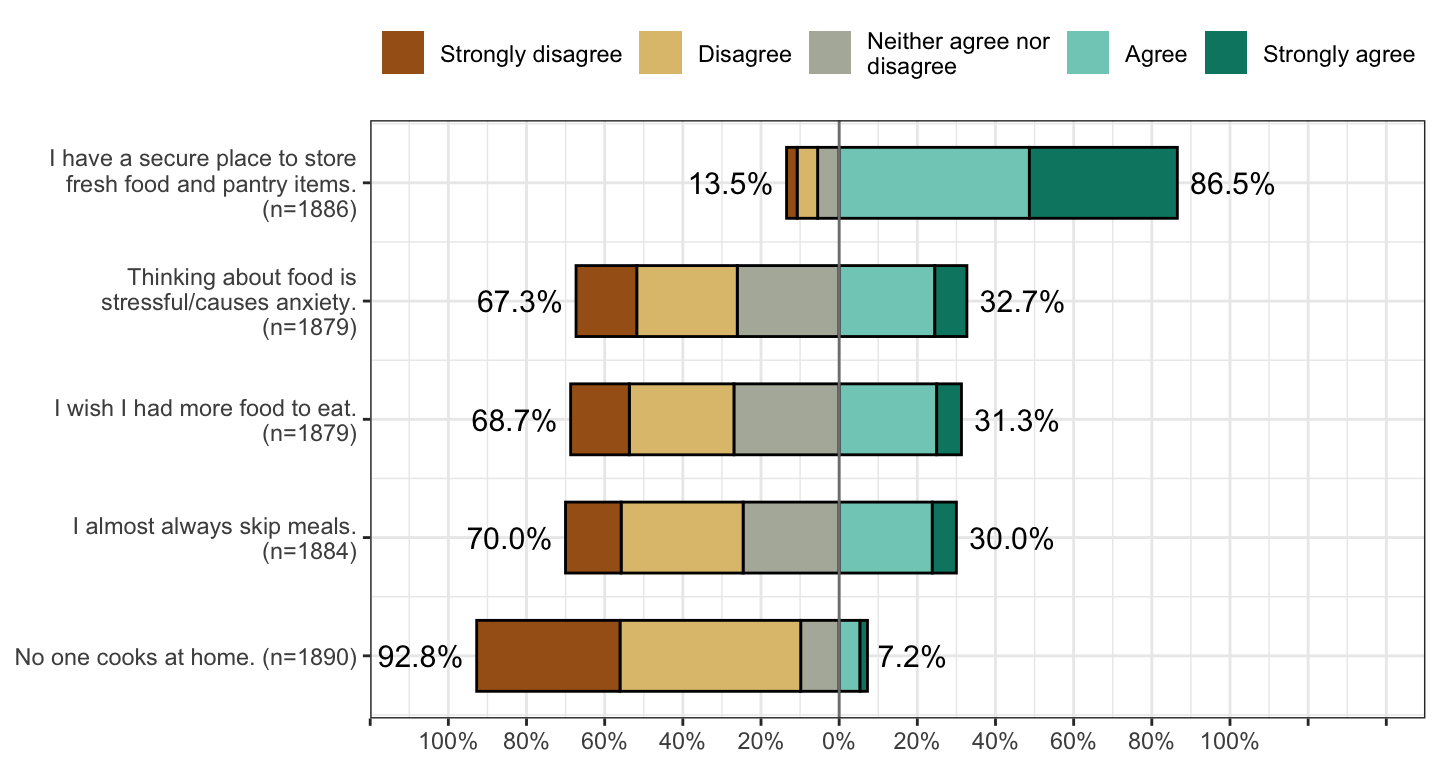 Strongly disagree
Disagree
Neither agree nor
disagree
Agree
Strongly agree
I have a secure place to store
fresh food and pantry items.
(n=1886)
13.5%
86.5%
Thinking about food is
stressful/causes anxiety.
(n=1879)
67.3%
32.7%
I wish I had more food to eat.
(n=1879)
68.7%
31.3%
I almost always skip meals.
(n=1884)
70.0%
30.0%
No one cooks at home. (n=1890)
92.8%
7.2%
100% 80% 60% 40% 20% 0% 20% 40% 60% 80% 100%